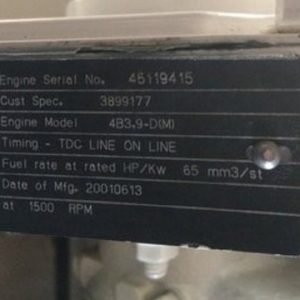 Engine Serial No. 45119415
Cust Spec. 3899177
Engine Model 4B3.9-D(M)
Timing - TDC LINE ON LINE
Fuel rate at rated HP/Kw 65 mm3/st
Date of Mfg. 20010613
at 1500 RPM